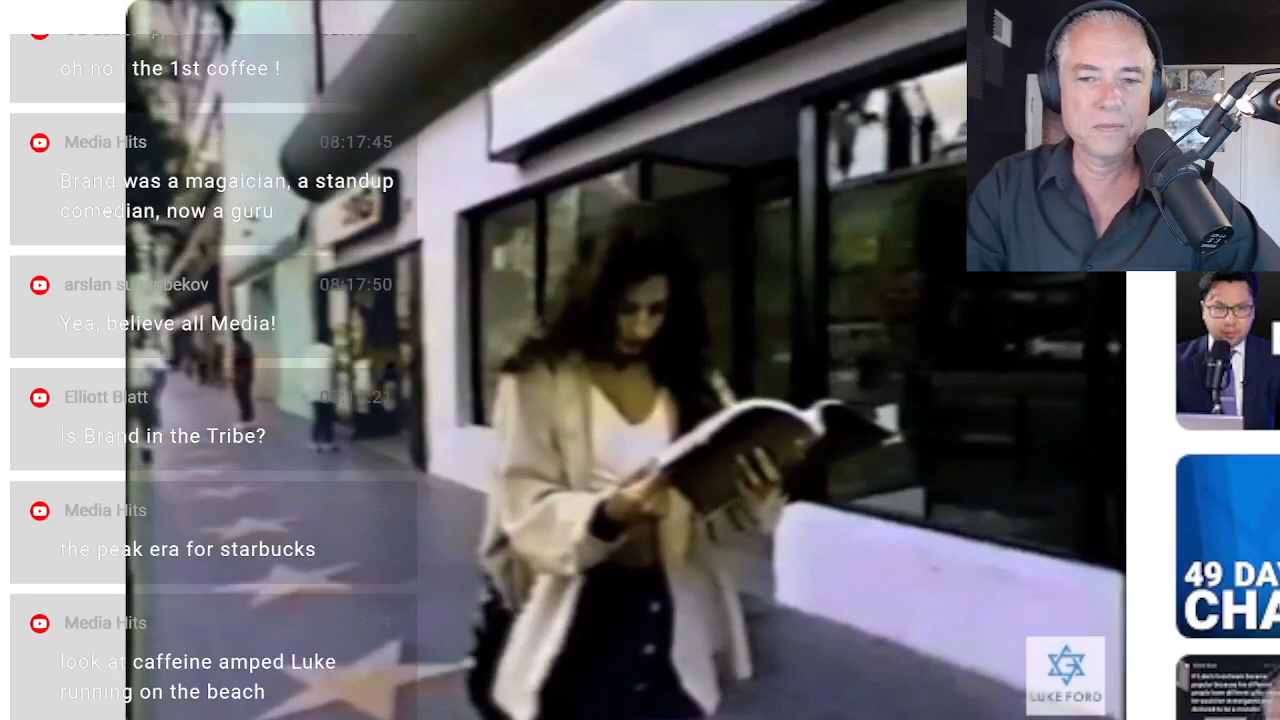 oh no ! the 1st coffee !
Media Hits
08:17:45
Brand was a magaician, a standup
comedian, now a guru
arslan
08:17:50
Yea, believe all Media!
Elliott Blatt
Is Brand in the Tribe?
Media Hits
the peak era for starbucks
Media Hits
look at caffeine amped Luke
running on the beach
LUKE FORD
49 DA
CHA